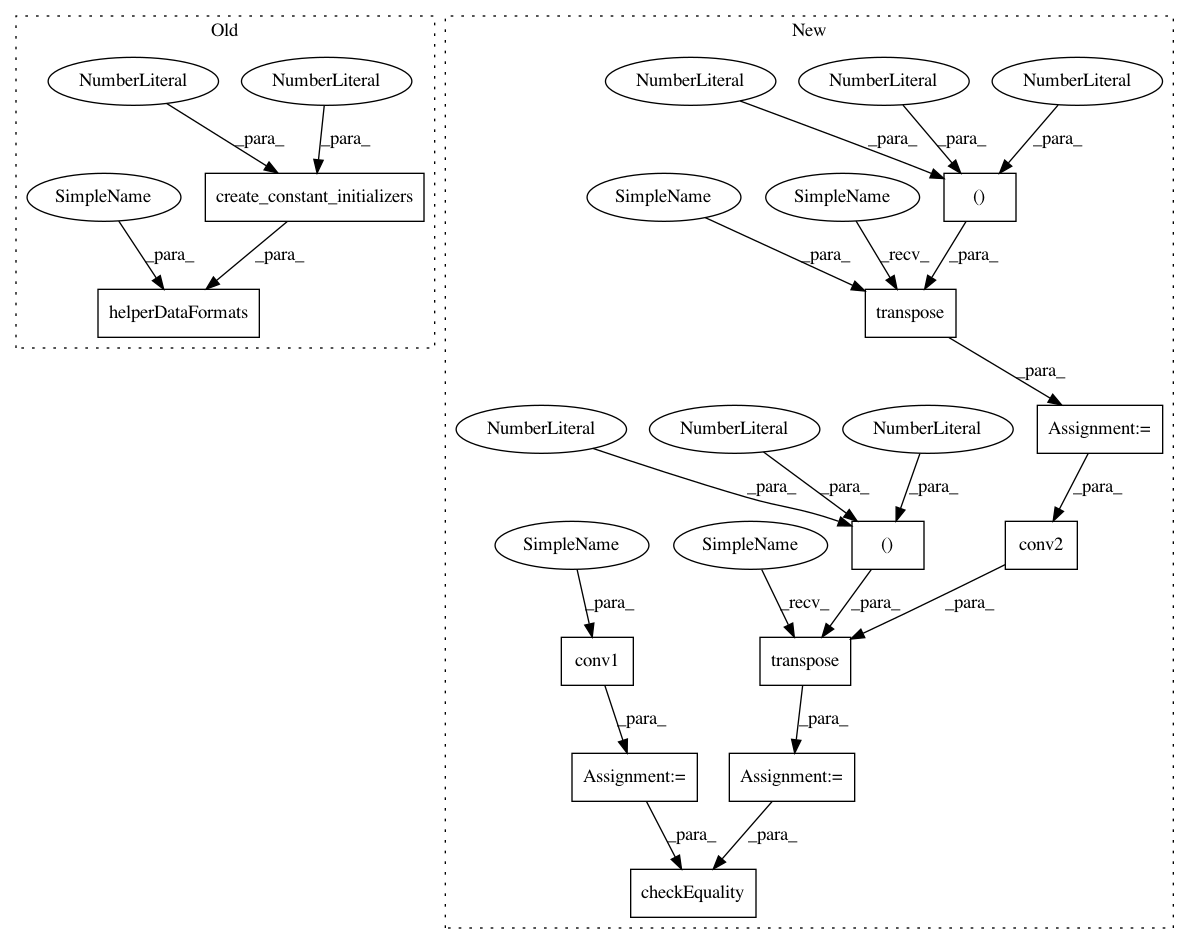 Old
New
NumberLiteral
NumberLiteral
NumberLiteral
NumberLiteral
NumberLiteral
_para_
_para_
_para_
_para_
_para_
SimpleName
create_constant_initializers
SimpleName
SimpleName
()
_para_
_para_
_para_
_recv_
_para_
helperDataFormats
transpose
_para_
NumberLiteral
NumberLiteral
NumberLiteral
Assignment:=
_para_
_para_
_para_
_para_
SimpleName
SimpleName
()
conv2
_para_
_recv_
_para_
_para_
conv1
transpose
_para_
_para_
Assignment:=
Assignment:=
_para_
_para_
checkEquality